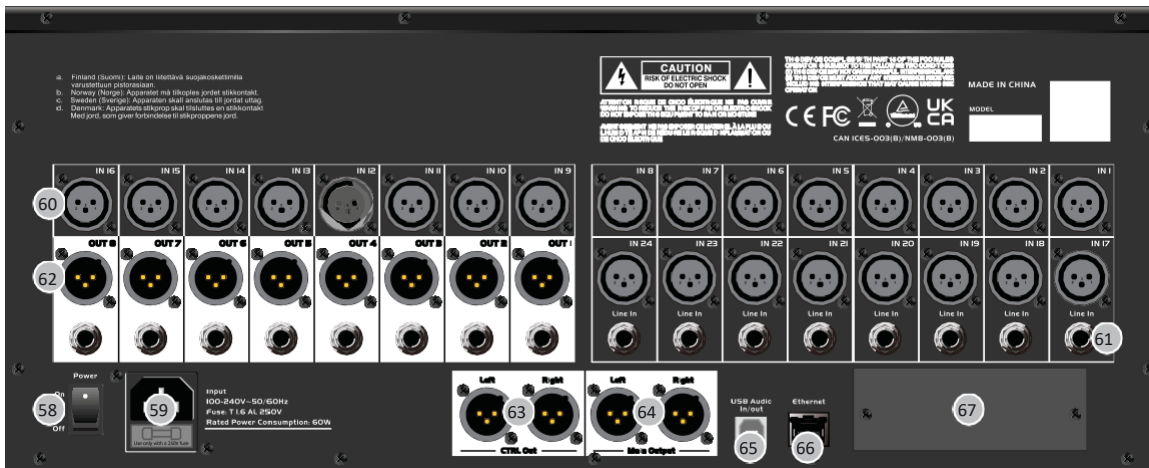 a. Finland (Suomi): Laite on liitettävä suojakoskettimilla
varustettuun pistorasiaan.
b. Norway (Norge): Apparatet må tilkoples jordet stikkontakt.
c. Sweden (Sverige): Apparaten skall anslutas till jordat uttag.
d. Denmark: Apparatets stikprop skal tilsluttes en stikkontakt
Med jord, som giver forbindelse til stikproppens jord.
CAUTION
RISK OF ELECTRIC SHOCK
DO NOT OPEN
MADE IN CHINA
MODEL
CE FC UK CA
CAN ICES-003(B)/NMB-003(B)
IN 16 IN 15 IN 14 IN 13 IN 12 IN 11 IN 10 IN 9
IN 8 IN 7 IN 6 IN 5 IN 4 IN 3 IN 2 IN 1
60
OUT 8 OUT 7 OUT 6 OUT 5 OUT 4 OUT 3 OUT 2 OUT 1
IN 24 IN 23 IN 22 IN 21 IN 20 IN 19 IN 18 IN 17
62
Line In Line In Line In Line In Line In Line In Line In Line In
61
Power
On
Off
58
59
Use only with a 250V fuse
Input
100-240V~50/60Hz
Fuse: T 1.6 AL 250V
Rated Power Consumption: 60W
Left Right
63
CTRL Out
Left Right
64
Main Output
USB Audio
In/out
65
Ethernet
66
67